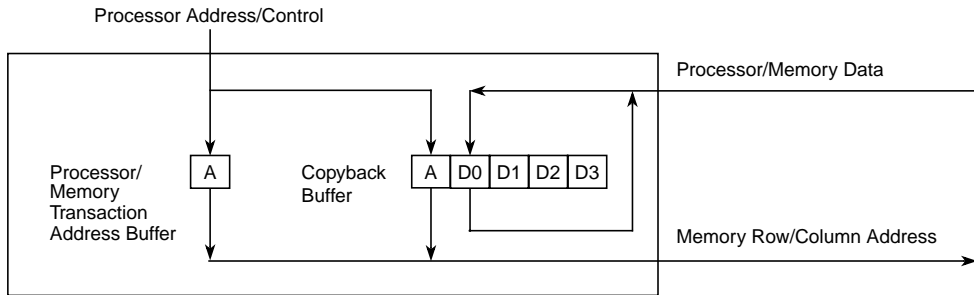 Processor Address/Control
Processor/Memory Data
Processor/
Memory
Transaction
Address Buffer
A
Copyback
Buffer
A D0 D1 D2 D3
Memory Row/Column Address